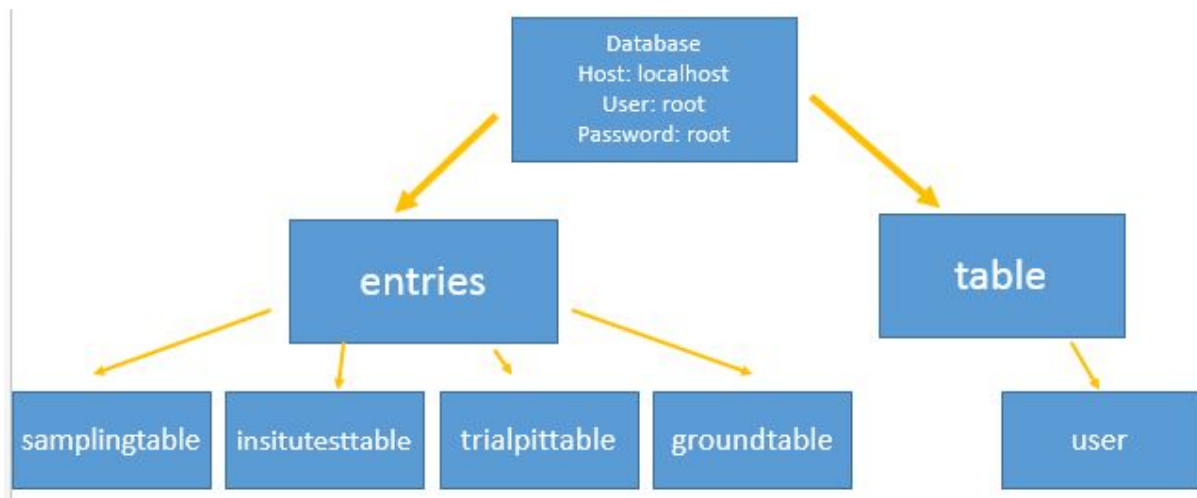 Database
Host: localhost
User: root
Password: root
entries
table
samplingtable
insitutesttable
trialpittable
groundtable
user